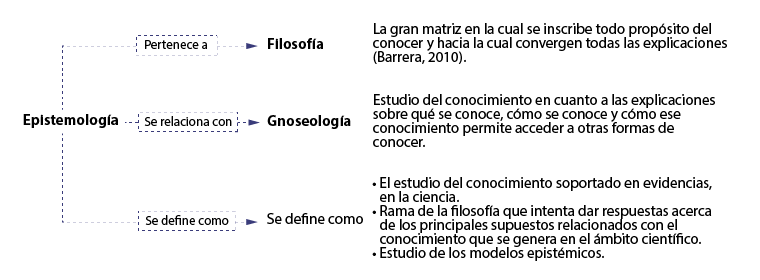 La gran matriz en la cual se inscribe todo propósito del
Pertenece a
Filosofía
conocer y hacia la cual convergen todas las explicaciones
(Barrera, 2010).
Estudio del conocimiento en cuanto a las explicaciones
sobre qué se conoce, cómo se conoce y cómo ese
Epistemología
Se relaciona con
Gnoseología
conocimiento permite acceder a otras formas de
conocer.
• El estudio del conocimiento soportado en evidencias,
en la ciencia.
• Rama de la filosofía que intenta dar respuestas acerca
Se define como
Se define como
de los principales supuestos relacionados con el
conocimiento que se genera en el ámbito científico.
• Estudio de los modelos epistémicos.